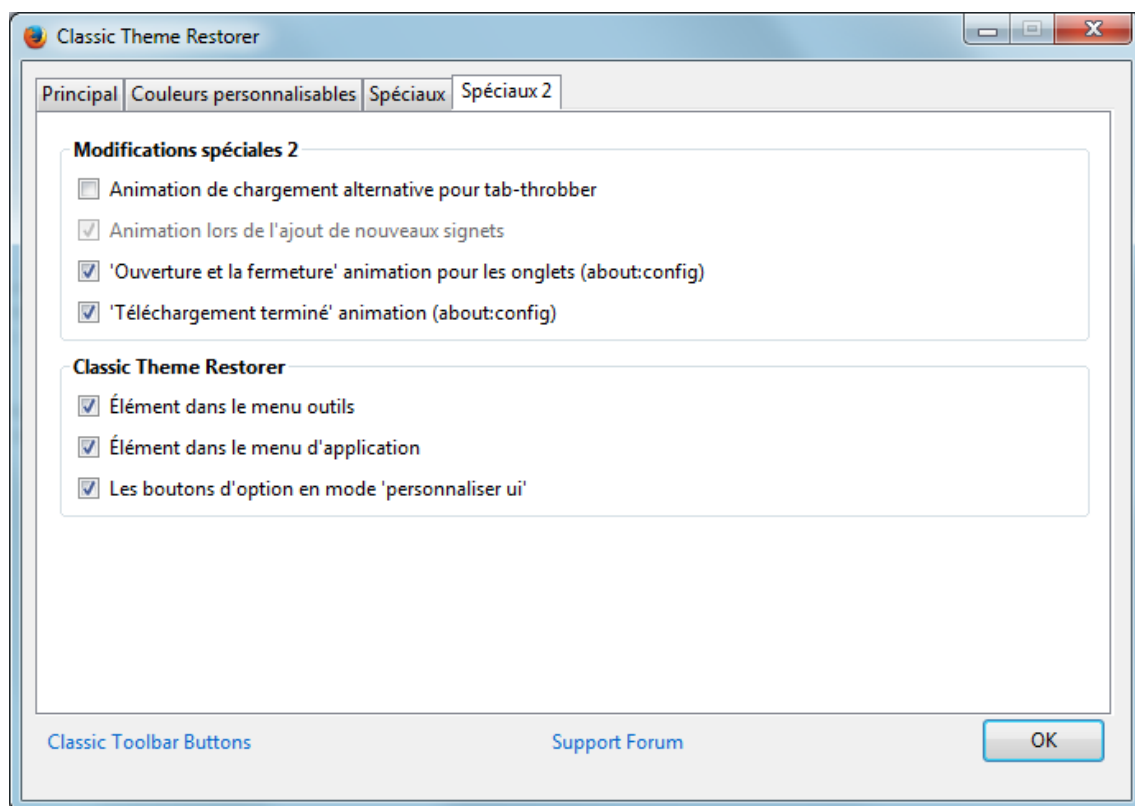 Classic Theme Restorer
Principal Couleurs personnalisables Spéciaux Spéciaux 2
Modifications spéciales 2
Animation de chargement alternative pour tab-throbber
Animation lors de l'ajout de nouveaux signets
'Ouverture et la fermeture' animation pour les onglets (about:config)
'Téléchargement terminé' animation (about:config)
Classic Theme Restorer
Élément dans le menu outils
Élément dans le menu d'application
Les boutons d'option en mode 'personnaliser ui'
Classic Toolbar Buttons Support Forum OK